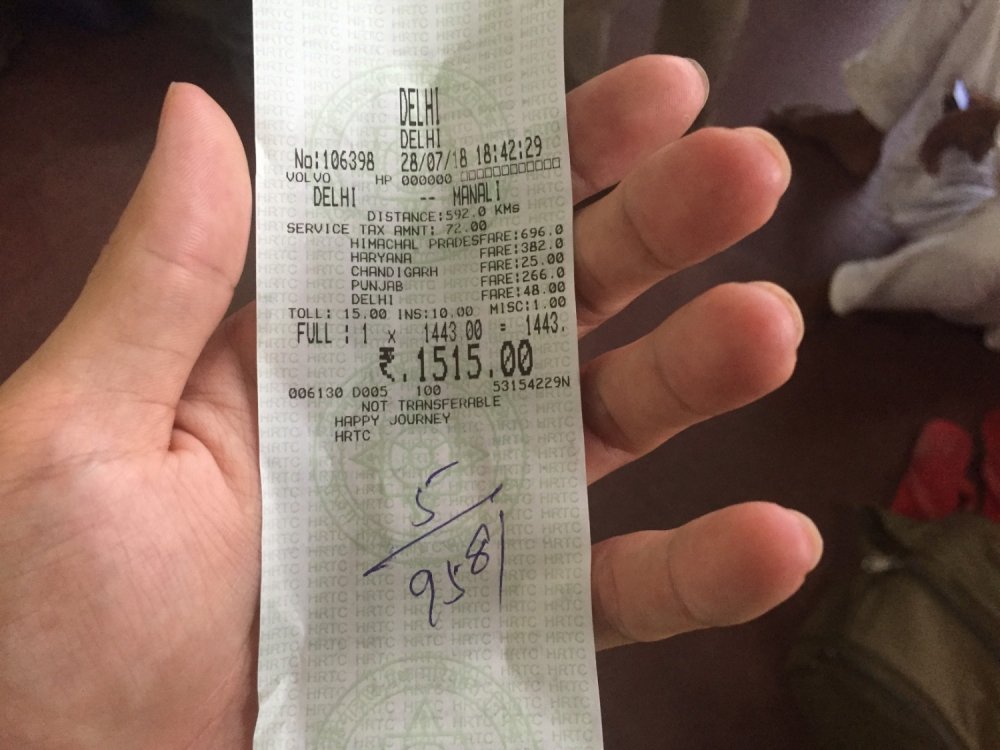 DELHI
DELHI
No:106398 28/07/18 18:42:29
VOLVO HP 000000
DELHI -- MANALI
DISTANCE:592.0 KMs
SERVICE TAX AMNT: 72.00
HIMACHAL PRADESFARE:696.0
HARYANA FARE:382.0
CHANDIGARH FARE:25.00
PUNJAB FARE:266.0
DELHI FARE:48.00
TOLL: 15.00 INS:10.00 MISC:1.00
FULL : 1 x 1443.00 = 1443.
₹.1515.00
006130 D005 100 53154229N
NOT TRANSFERABLE
HAPPY JOURNEY
HRTC
5
958